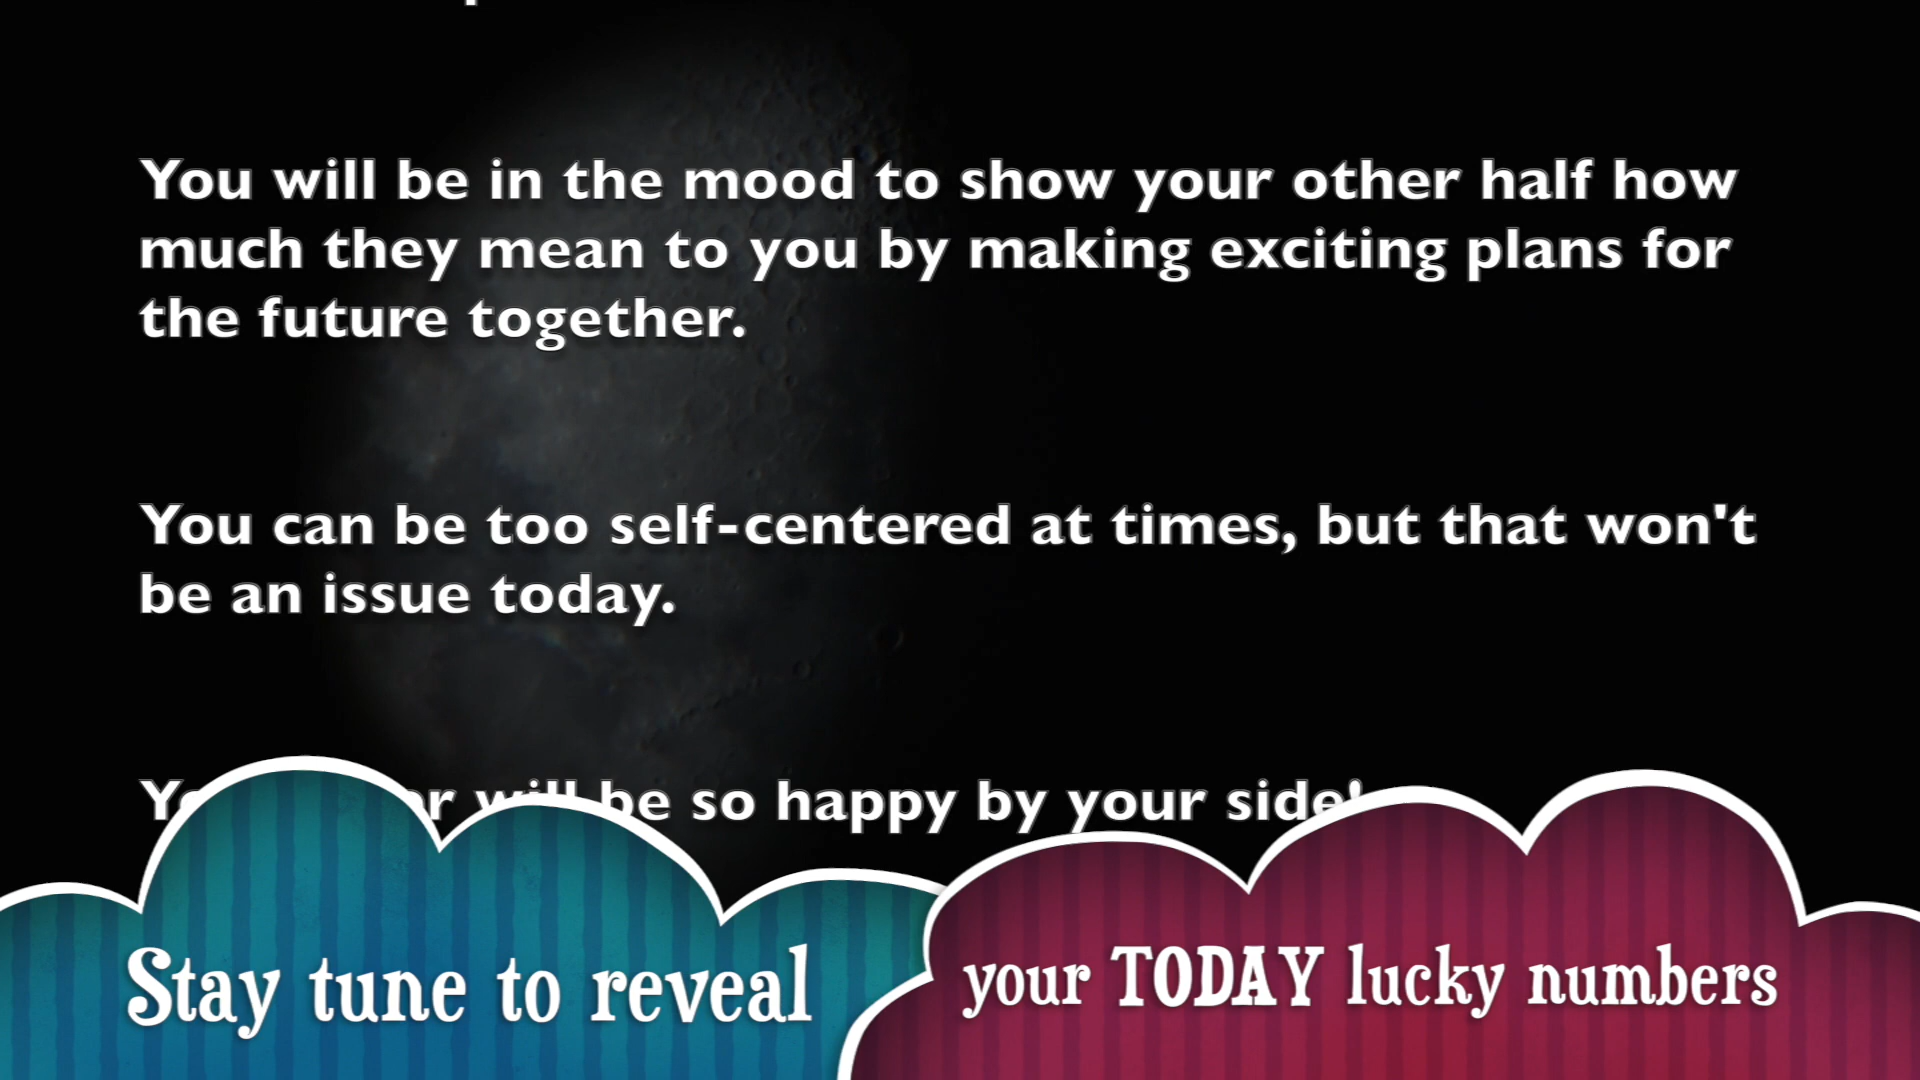 You will be in the mood to show your other half how
much they mean to you by making exciting plans for
the future together.
You can be too self-centered at times, but that won't
be an issue today.
will be so happy by your side!
Stay tune to reveal
your TODAY lucky numbers